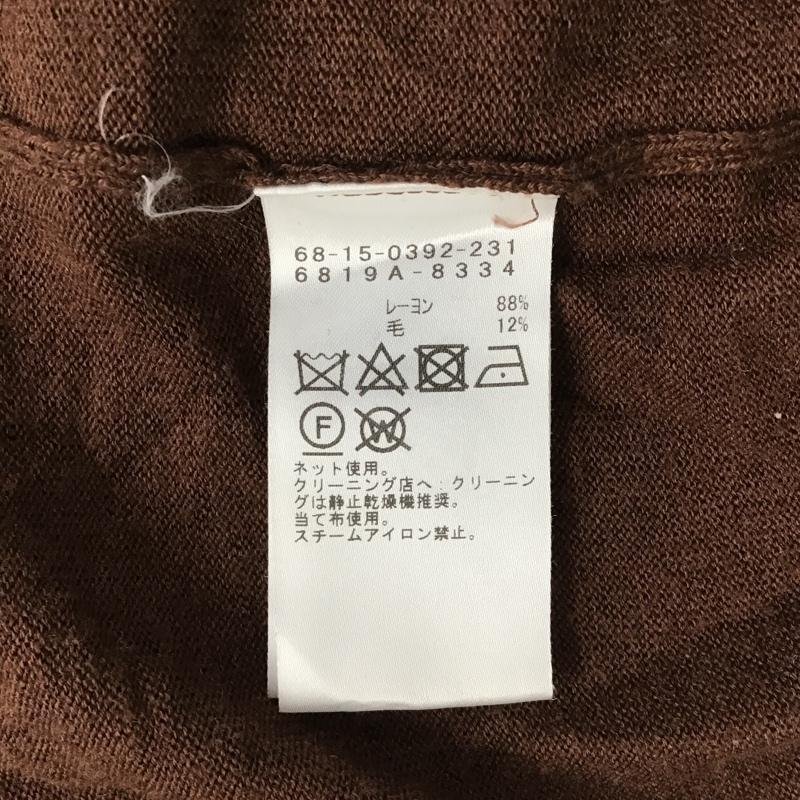 68-15-0392-231
6819A-8334
レーヨン 88%
毛 12%
F W
ネット使用。
クリーニング店へ:クリーニン
グは静止乾燥機推奨。
当て布使用。
スチームアイロン禁止。